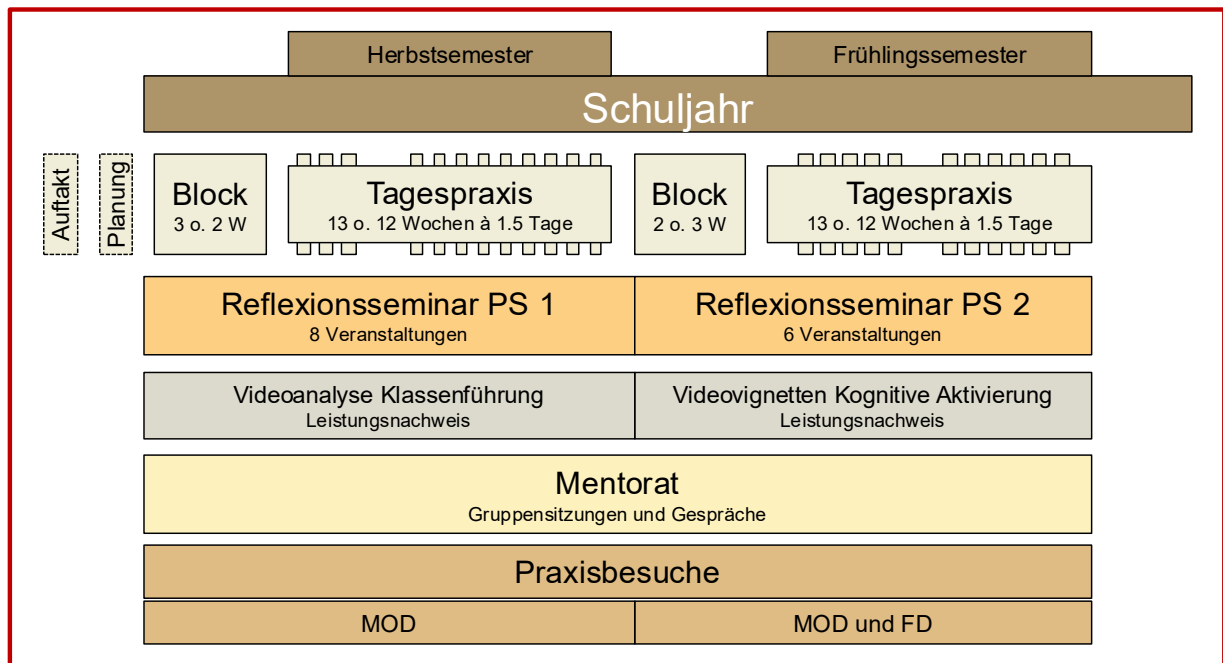 Herbstsemester
Frühlingssemester
Schuljahr
Auftakt
Planung
Block
3 o. 2 W
Tagespraxis
13 o. 12 Wochen à 1.5 Tage
Block
2 o. 3 W
Tagespraxis
13 o. 12 Wochen à 1.5 Tage
Reflexionsseminar PS 1
8 Veranstaltungen
Reflexionsseminar PS 2
6 Veranstaltungen
Videoanalyse Klassenführung
Leistungsnachweis
Videovignetten Kognitive Aktivierung
Leistungsnachweis
Mentorat
Gruppensitzungen und Gespräche
Praxisbesuche
MOD
MOD und FD